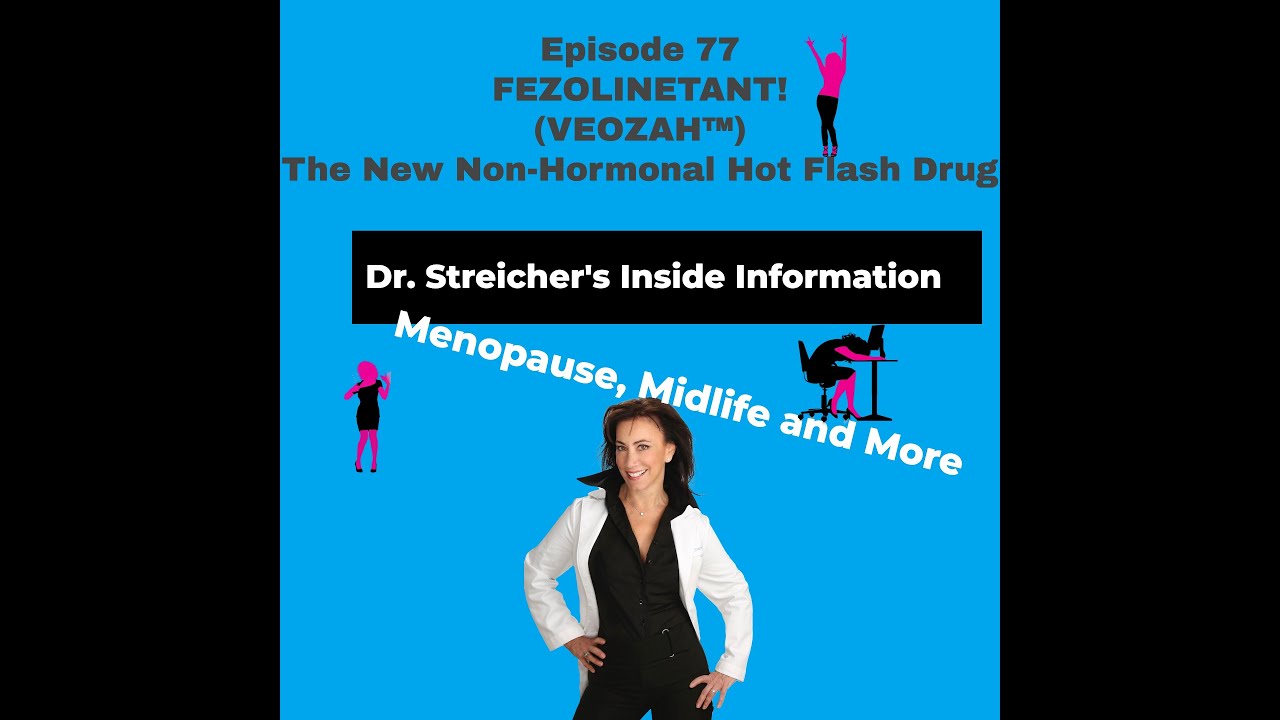 Episode 77
FEZOLINETANT!
(VEOZAH™)
The New Non-Hormonal Hot Flash Drug
Dr. Streicher's Inside Information
Menopause, Midlife and More